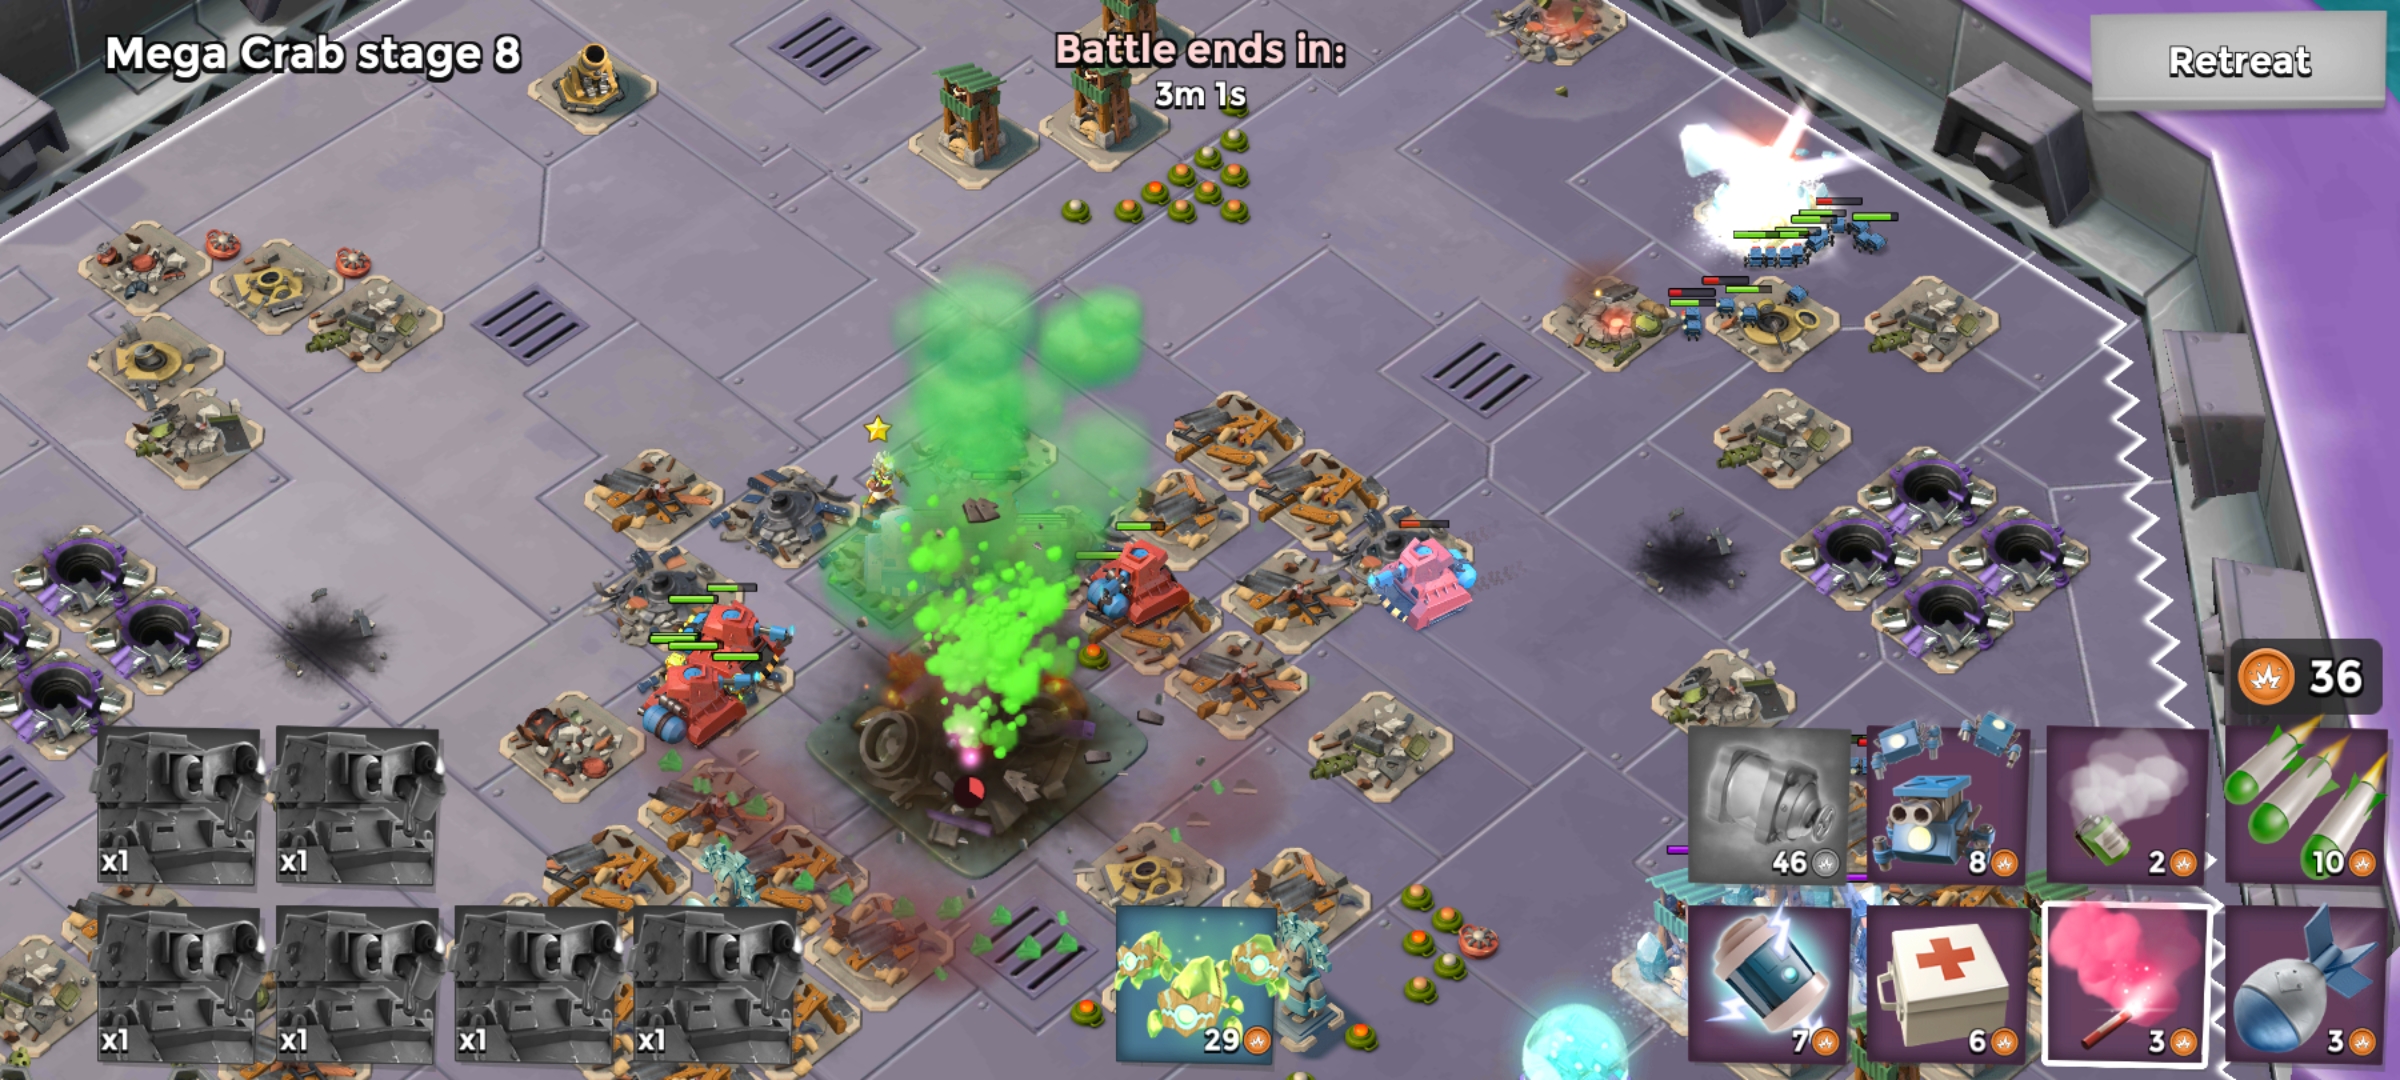 Mega Crab stage 8
Battle ends in:
3m 1s
Retreat
36
x1
x1
46
8
2
10
x1
x1
x1
x1
29
7
6
3
3